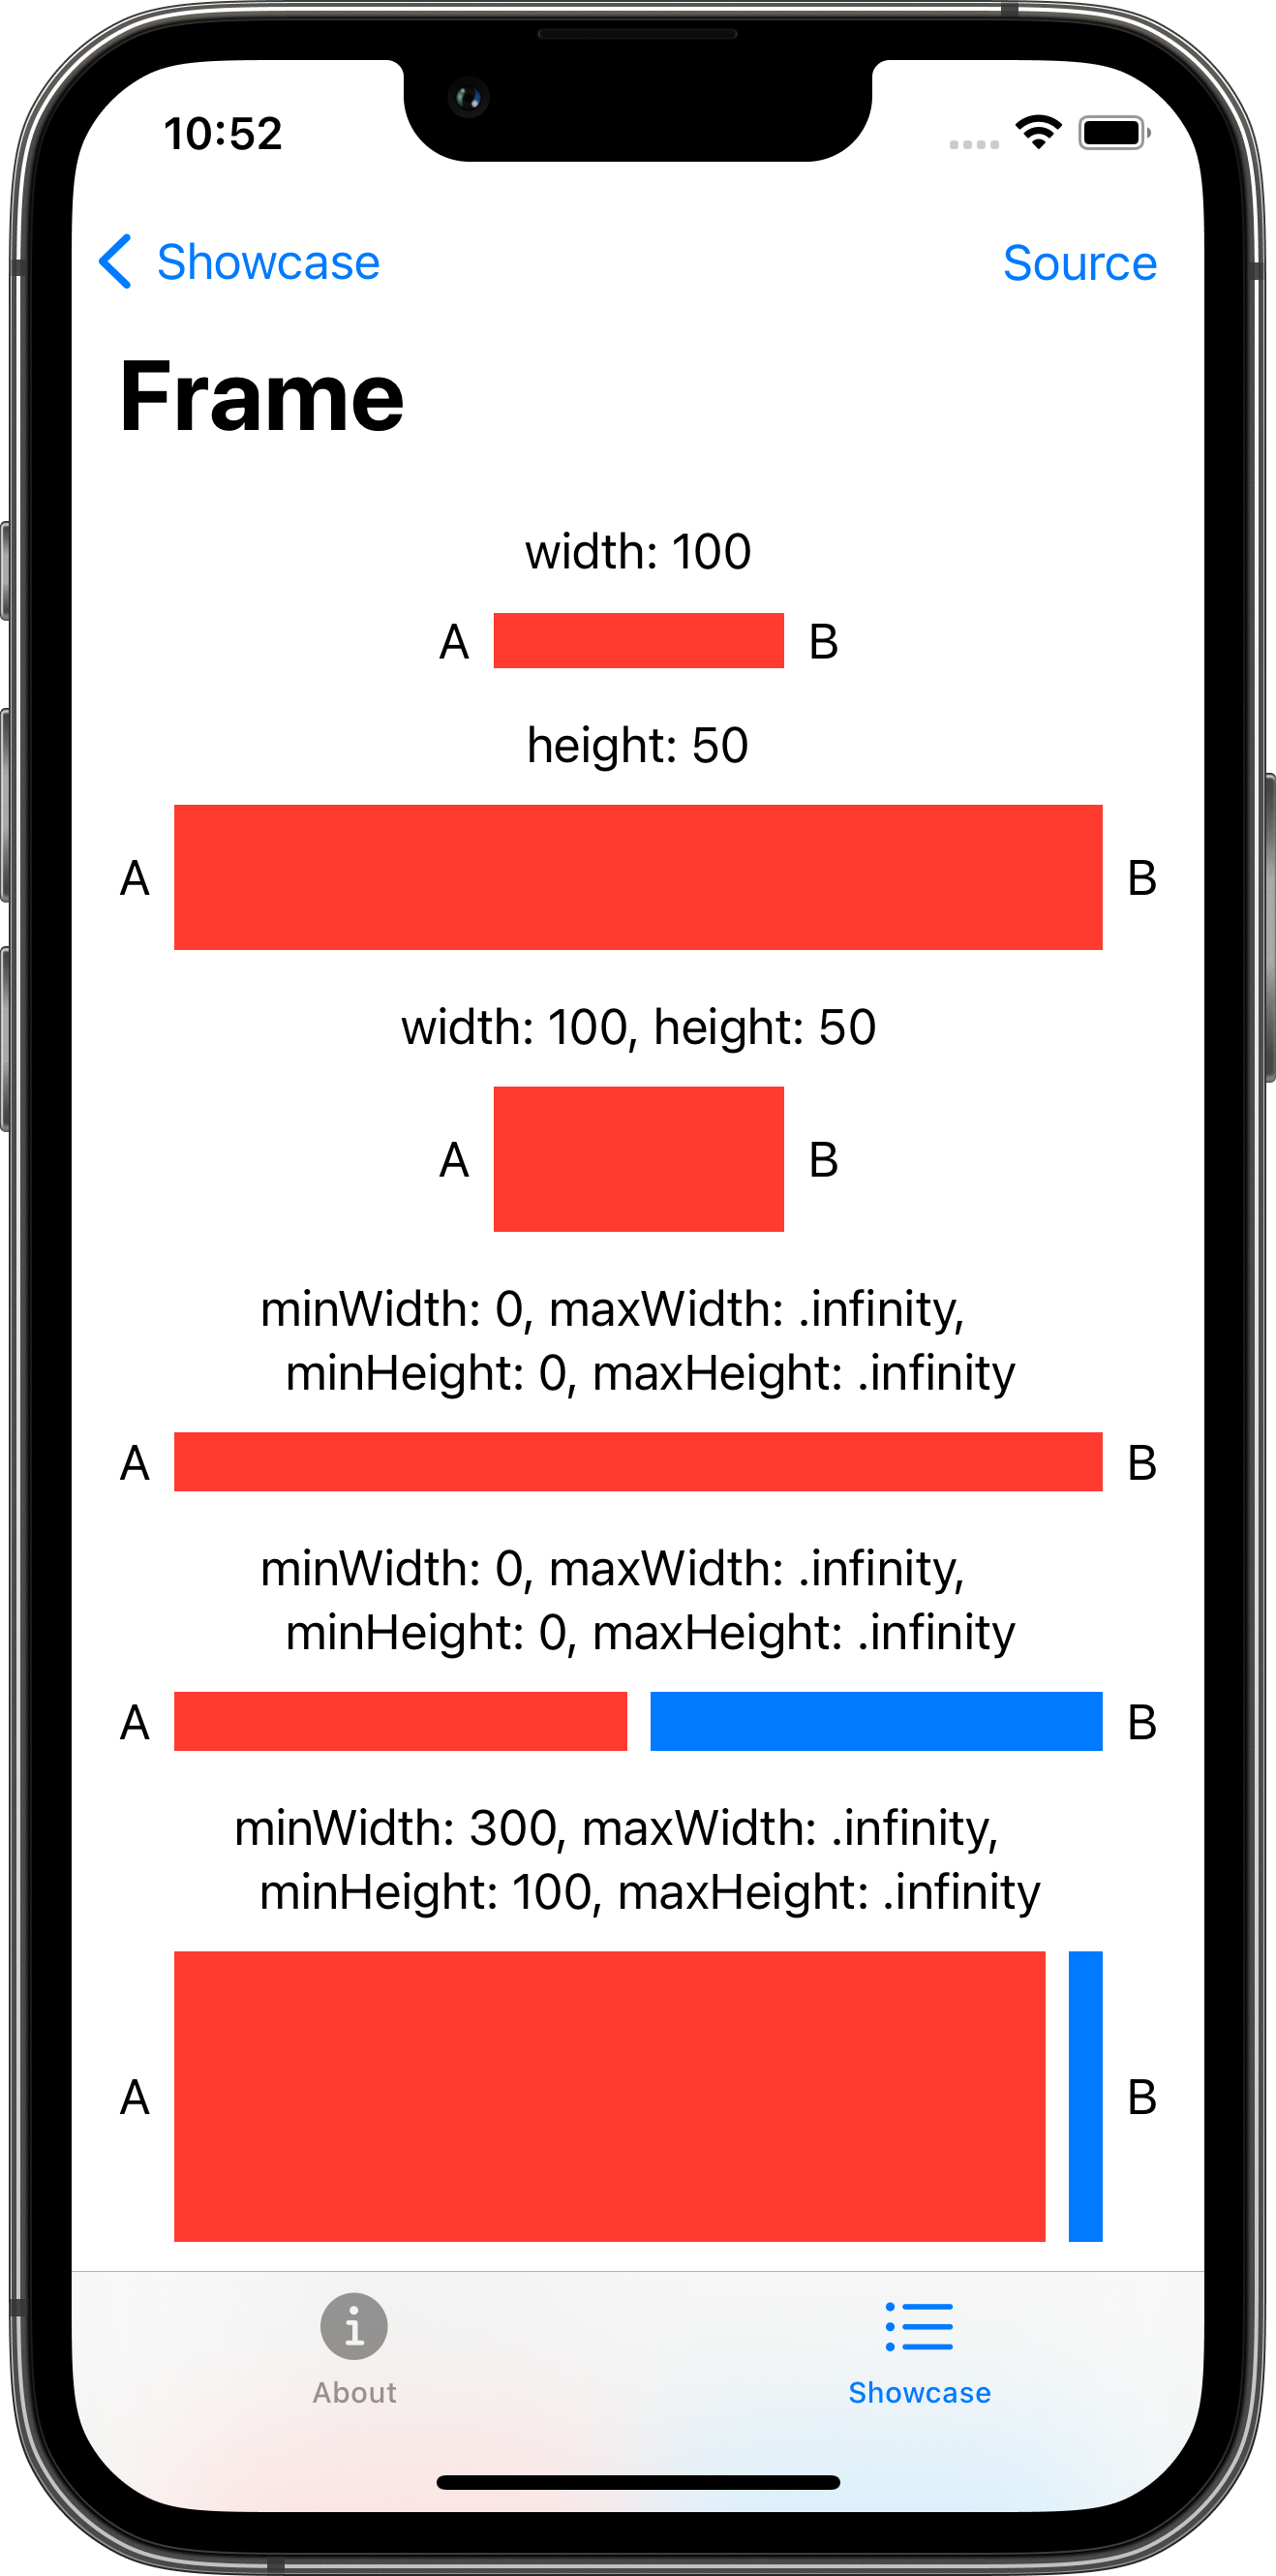 10:52
Showcase
Source
Frame
width: 100
A
B
height: 50
A
B
width: 100, height: 50
A
B
minWidth: 0, maxWidth: .infinity,
minHeight: 0, maxHeight: .infinity
A
B
minWidth: 0, maxWidth: .infinity,
minHeight: 0, maxHeight: .infinity
A
B
minWidth: 300, maxWidth: .infinity,
minHeight: 100, maxHeight: .infinity
A
B
About
Showcase